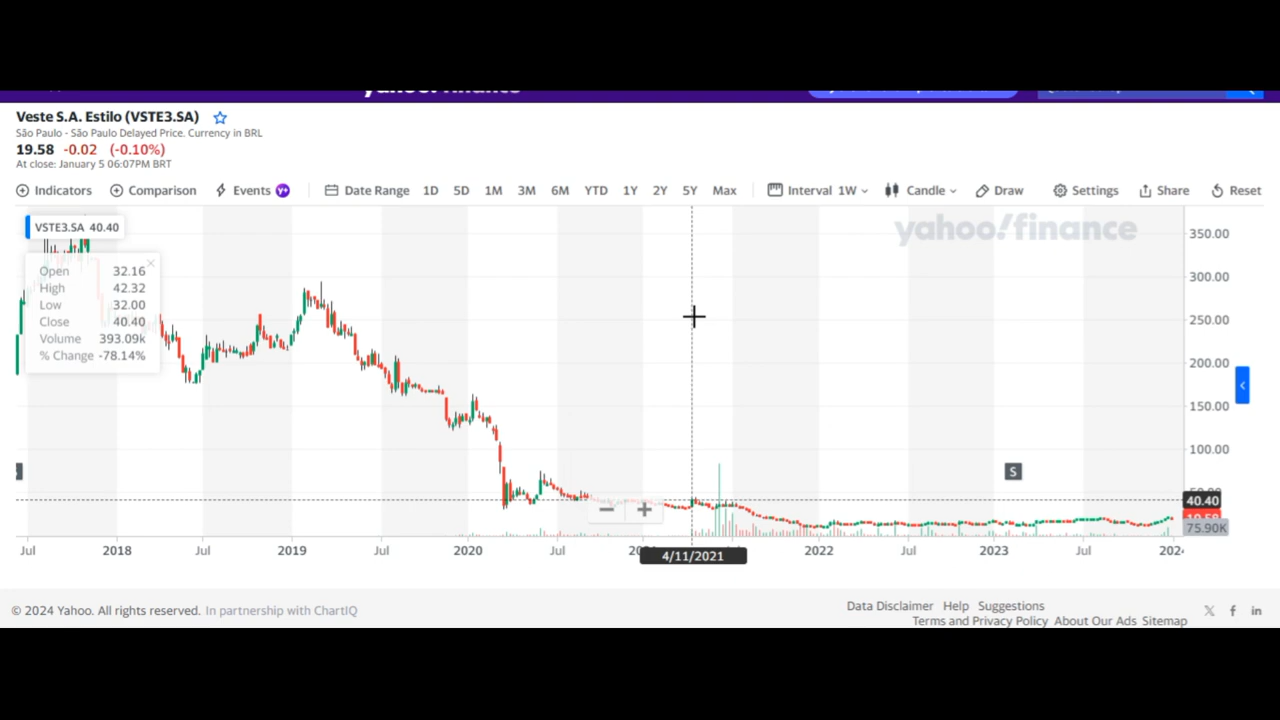 Veste S.A. Estilo (VSTE3.SA)
São Paulo - São Paulo Delayed Price. Currency in BRL
19.58 -0.02 (-0.10%)
At close: January 5 06:07PM BRT
Indicators Comparison Events Y+ Date Range 1D 5D 1M 3M 6M YTD 1Y 2Y 5Y Max Interval 1W Candle Draw Settings Share Reset
VSTE3.SA 40.40
yahoo!finance
Open 32.16
High 42.32
Low 32.00
Close 40.40
Volume 393.09k
% Change -78.14%
350.00
300.00
250.00
200.00
150.00
100.00
S
40.40
19.58
75.90K
Jul 2018 Jul 2019 Jul 2020 Jul 2022 Jul 2023 Jul 2024
4/11/2021
© 2024 Yahoo. All rights reserved. In partnership with ChartIQ
Data Disclaimer Help Suggestions
Terms and Privacy Policy About Our Ads Sitemap